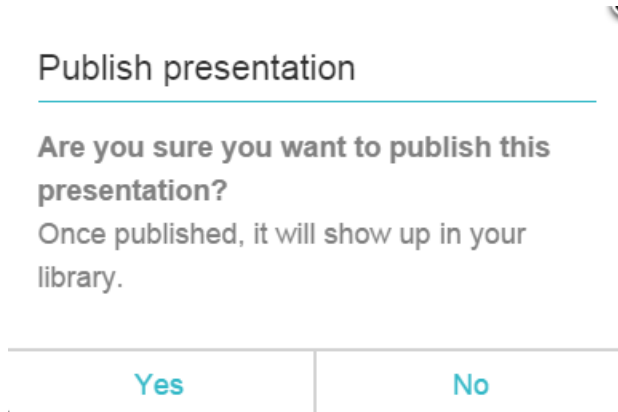 Publish presentation
Are you sure you want to publish this
presentation?
Once published, it will show up in your
library.
Yes
No